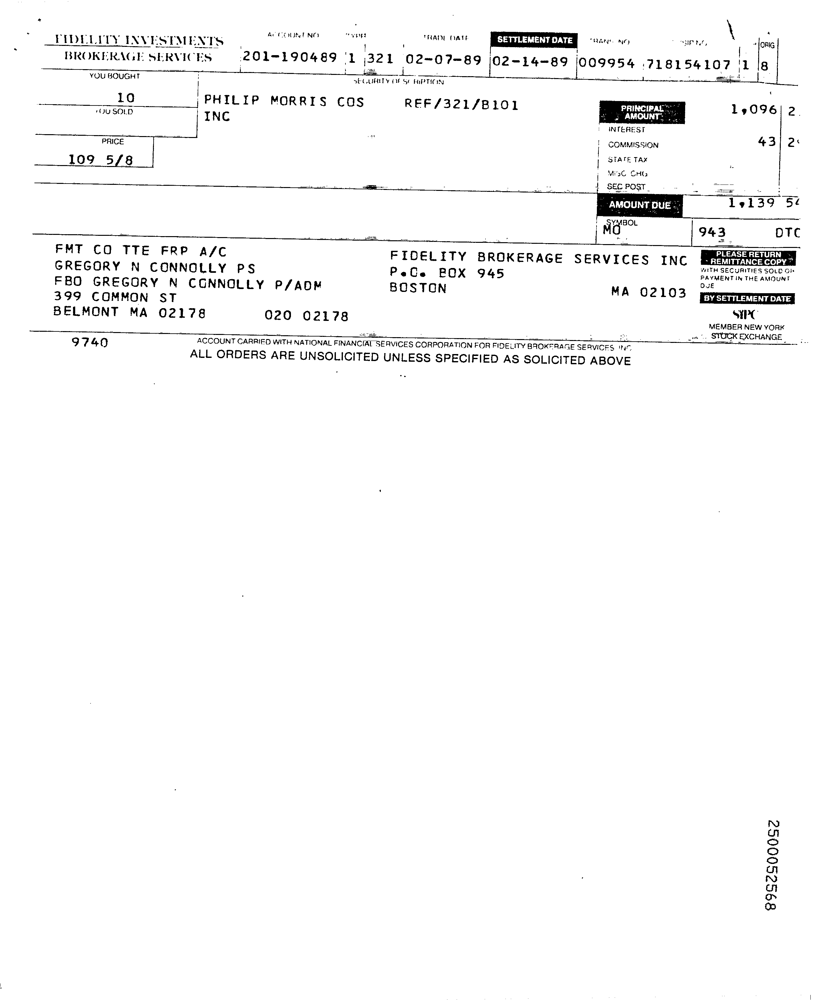 FIDELITY INVESTMENTS
BROKERAGE SERVICES
ACCOUNT NO. TYPE TRADE DATE SETTLEMENT DATE TRANS. NO. ORIG
201-190489 1 321 02-07-89 02-14-89 009954 718154107 1 8
YOU BOUGHT SECURITY DESCRIPTION
10 PHILIP MORRIS COS REF/321/B101 PRINCIPAL AMOUNT 1,096 2
YOU SOLD INC
INTEREST
PRICE COMMISSION 43
109 5/8 STATE TAX
MISC CHG
SEC POST
AMOUNT DUE 1,139 54
SYMBOL
MO 943 DTC
FMT CO TTE FRP A/C
GREGORY N CONNOLLY PS
FBO GREGORY N CONNOLLY P/ADM
399 COMMON ST
BELMONT MA 02178 020 02178
FIDELITY BROKERAGE SERVICES INC
P.O. BOX 945
BOSTON MA 02103
PLEASE RETURN
REMITTANCE COPY
WITH SECURITIES SOLD OR
PAYMENT IN THE AMOUNT
DUE
BY SETTLEMENT DATE
SIPC
MEMBER NEW YORK
STOCK EXCHANGE
9740 ACCOUNT CARRIED WITH NATIONAL FINANCIAL SERVICES CORPORATION FOR FIDELITY BROKERAGE SERVICES INC.
ALL ORDERS ARE UNSOLICITED UNLESS SPECIFIED AS SOLICITED ABOVE
2500052568